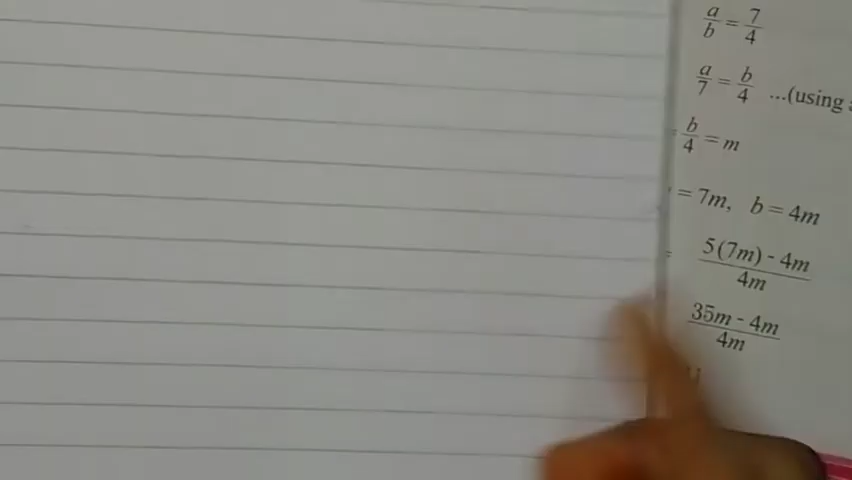 a/b = 7/4
a/7 = b/4 ...(using
= b/4 = m
= 7m, b = 4m
= 5(7m) - 4m / 4m
35m - 4m / 4m